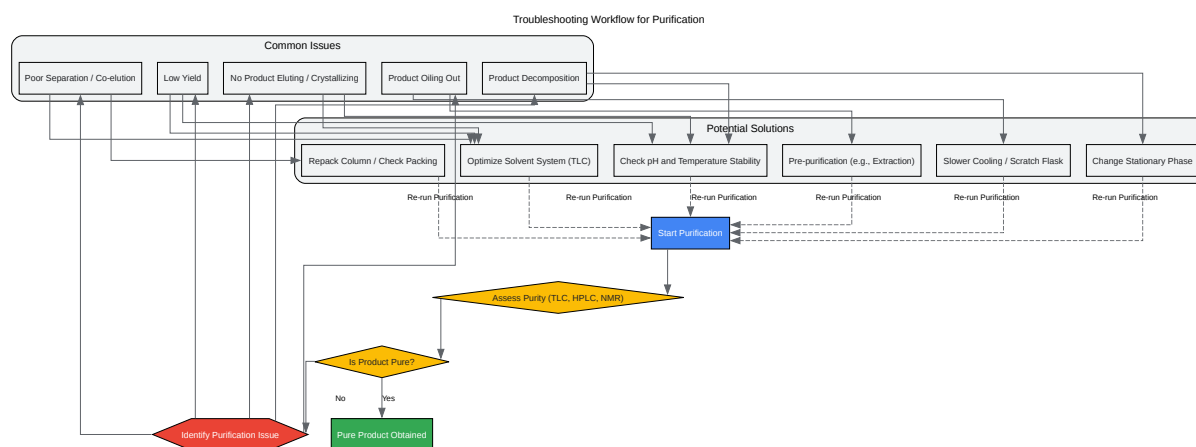 Troubleshooting Workflow for Purification
Common Issues
Poor Separation / Co-elution
Low Yield
No Product Eluting / Crystallizing
Product Oiling Out
Product Decomposition
Potential Solutions
Repack Column / Check Packing
Optimize Solvent System (TLC)
Check pH and Temperature Stability
Pre-purification (e.g., Extraction)
Slower Cooling / Scratch Flask
Change Stationary Phase
Re-run Purification
Re-run Purification
Re-run Purification
Re-run Purification
Re-run Purification
Re-run Purification
Start Purification
Assess Purity (TLC, HPLC, NMR)
Is Product Pure?
No
Yes
Identify Purification Issue
Pure Product Obtained